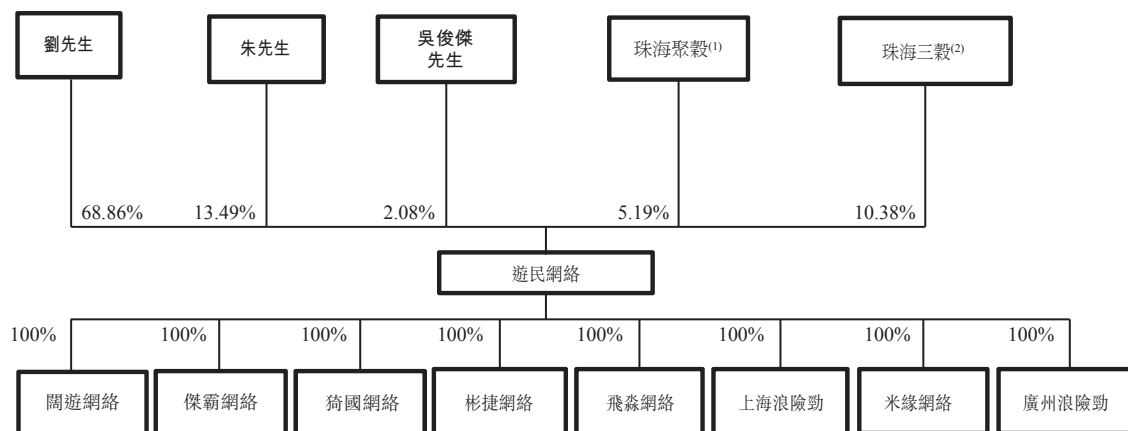 劉先生
朱先生
吳俊傑
先生
珠海聚穀(1)
珠海三穀(2)
68.86%
13.49%
2.08%
5.19%
10.38%
遊民網絡
100%
100%
100%
100%
100%
100%
100%
100%
闊遊網絡
傑霸網絡
猗國網絡
彬捷網絡
飛淼網絡
上海浪險勁
米緣網絡
廣州浪險勁